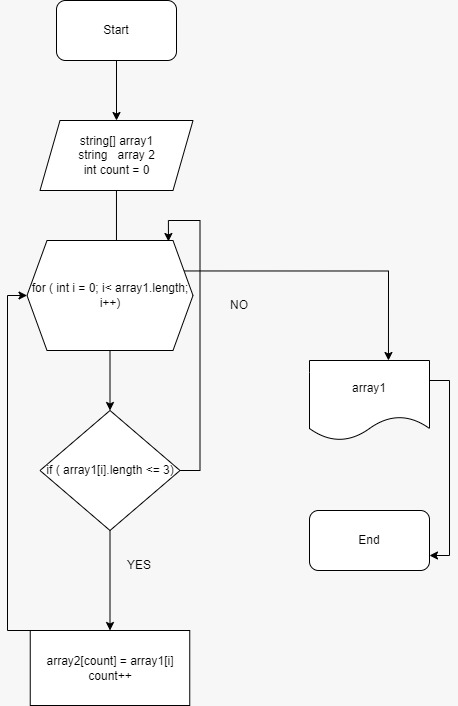 Start
string[] array1
string   array 2
int count = 0
for ( int i = 0; i< array1.length;
i++)
NO
array1
if ( array1[i].length <= 3)
End
YES
array2[count] = array1[i]
count++